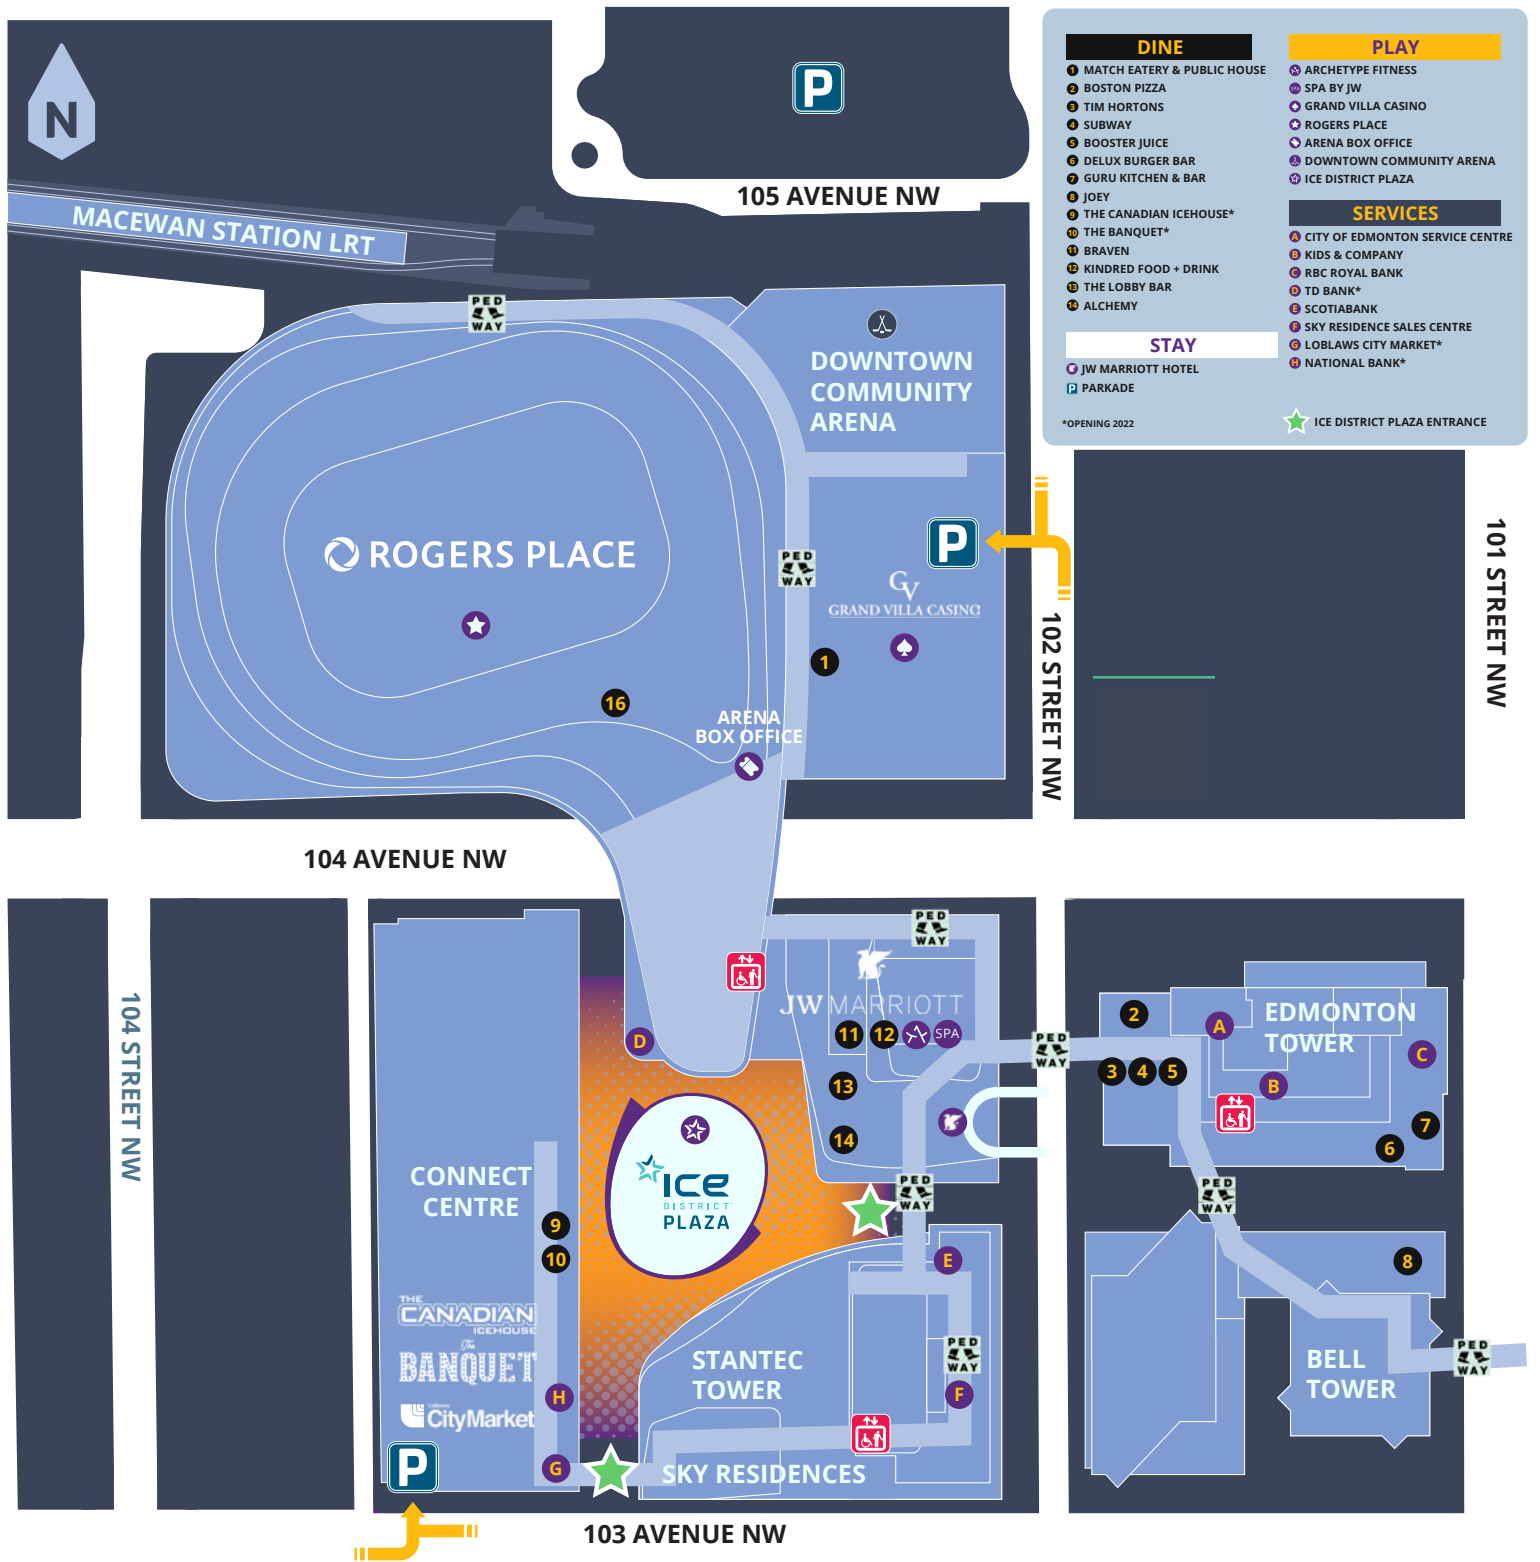 N
P
105 AVENUE NW
MACEWAN STATION LRT
DINE
1 MATCH EATERY & PUBLIC HOUSE
2 BOSTON PIZZA
3 TIM HORTONS
4 SUBWAY
5 BOOSTER JUICE
6 DELUX BURGER BAR
7 GURU KITCHEN & BAR
8 JOEY
9 THE CANADIAN ICEHOUSE*
10 THE BANQUET*
11 BRAVEN
12 KINDRED FOOD + DRINK
13 THE LOBBY BAR
14 ALCHEMY
STAY
JW MARRIOTT HOTEL
P PARKADE
*OPENING 2022
PLAY
ARCHETYPE FITNESS
SPA SPA BY JW
GRAND VILLA CASINO
ROGERS PLACE
ARENA BOX OFFICE
DOWNTOWN COMMUNITY ARENA
ICE DISTRICT PLAZA
SERVICES
A CITY OF EDMONTON SERVICE CENTRE
B KIDS & COMPANY
C RBC ROYAL BANK
D TD BANK*
E SCOTIABANK
F SKY RESIDENCE SALES CENTRE
G LOBLAWS CITY MARKET*
H NATIONAL BANK*
ICE DISTRICT PLAZA ENTRANCE
PED
WAY
DOWNTOWN
COMMUNITY
ARENA
ROGERS PLACE
PED
WAY
P
GV
GRAND VILLA CASINO
1
16
ARENA
BOX OFFICE
102 STREET NW
101 STREET NW
104 AVENUE NW
104 STREET NW
PED
WAY
JW MARRIOTT
11
12
SPA
13
14
D
PED
WAY
2
3
4
5
A
EDMONTON
TOWER
B
C
6
7
ICE
DISTRICT
PLAZA
CONNECT
CENTRE
9
10
THE
CANADIAN
ICEHOUSE
The
BANQUET
Loblaws
CityMarket
H
G
P
PED
WAY
E
PED
WAY
F
STANTEC
TOWER
SKY RESIDENCES
PED
WAY
8
BELL
TOWER
PED
WAY
103 AVENUE NW